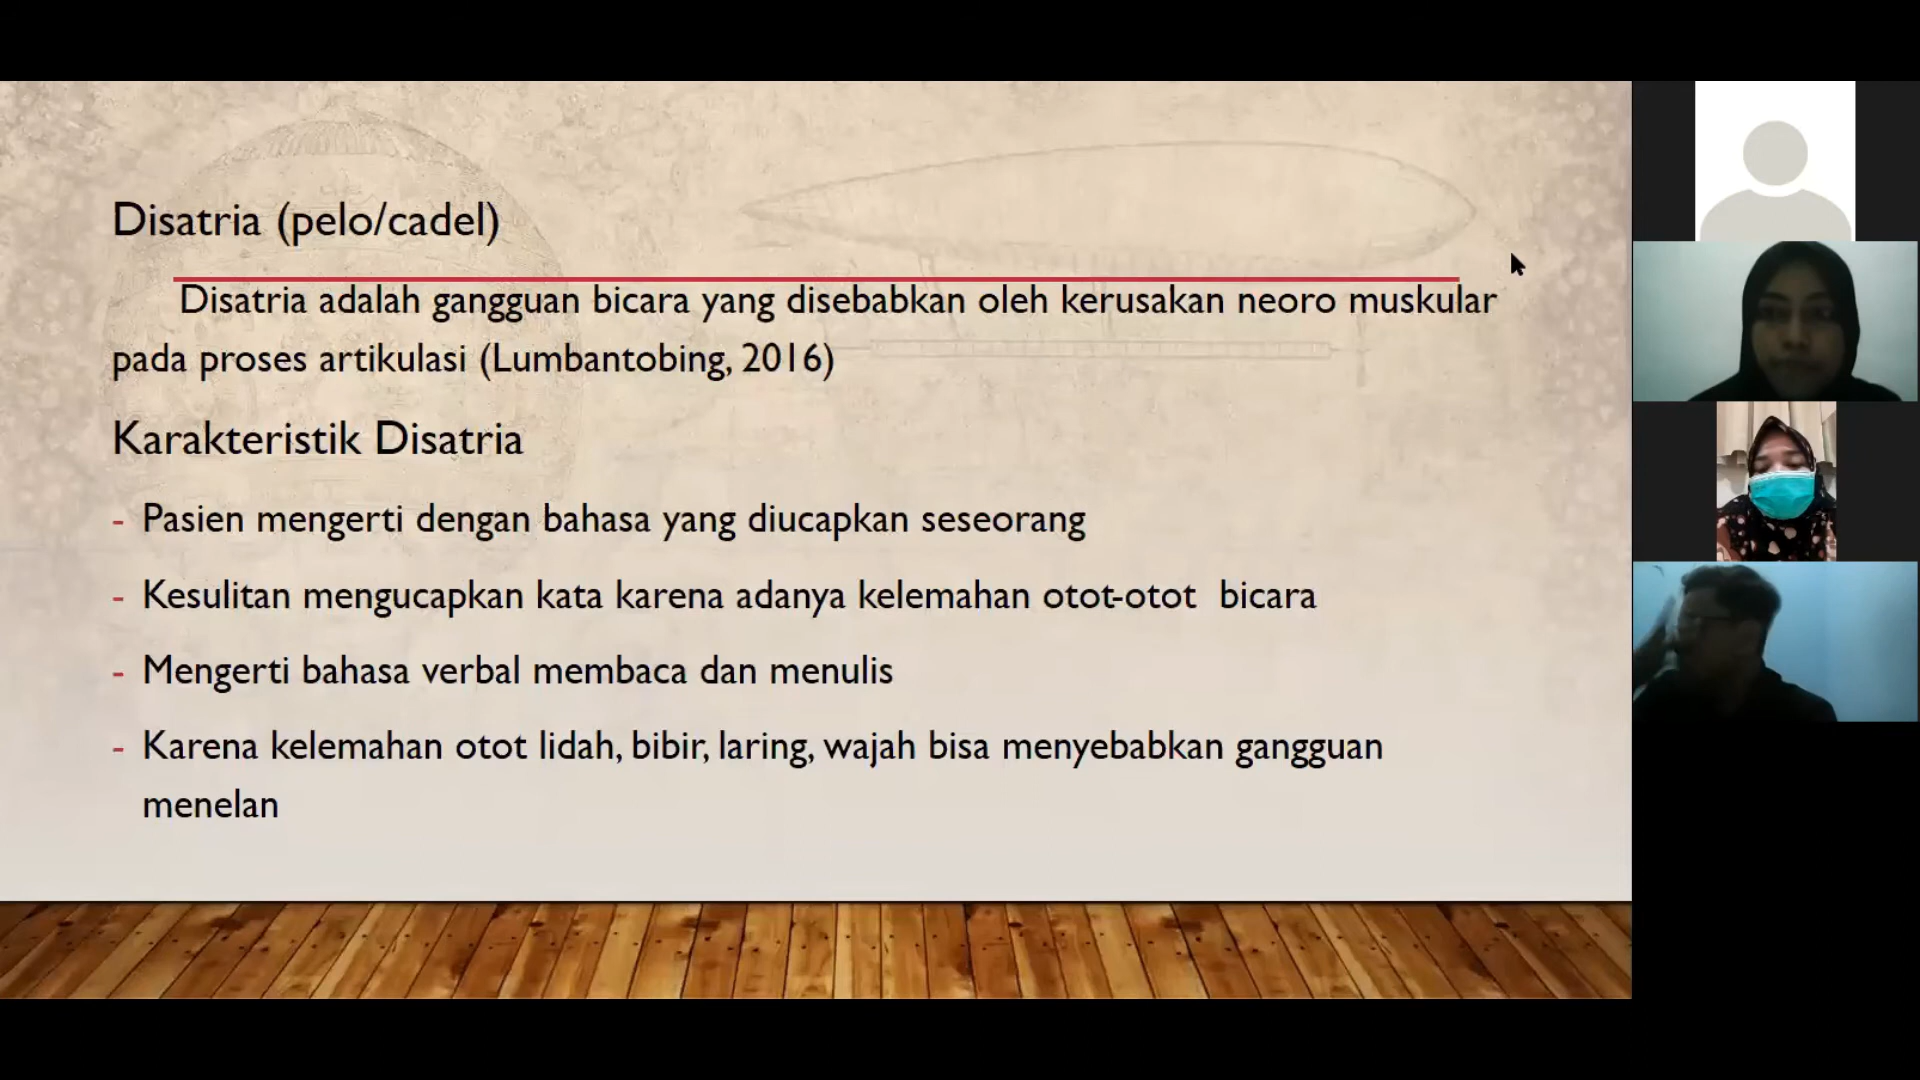 Disatria (pelo/cadel)
Disatria adalah gangguan bicara yang disebabkan oleh kerusakan neoro muskular
pada proses artikulasi (Lumbantobing, 2016)
Karakteristik Disatria
- Pasien mengerti dengan bahasa yang diucapkan seseorang
- Kesulitan mengucapkan kata karena adanya kelemahan otot-otot bicara
- Mengerti bahasa verbal membaca dan menulis
- Karena kelemahan otot lidah, bibir, laring, wajah bisa menyebabkan gangguan
menelan